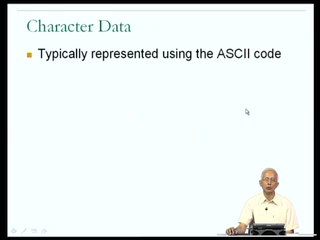 Character Data
Typically represented using the ASCII code